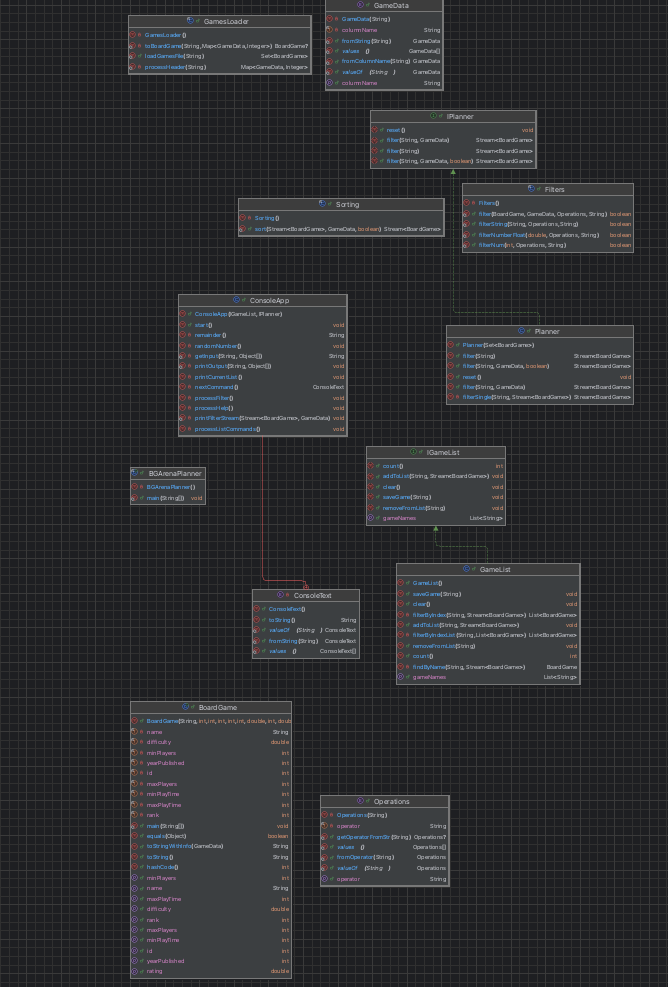 GameData
GameData(String)
columnName String
fromString(String) GameData
values () GameData[]
fromColumnName(String) GameData
valueOf (String ) GameData
columnName String
GamesLoader
GamesLoader()
toBoardGame(String, Map<GameData, Integer>) BoardGame?
loadGamesFile(String) Set<BoardGame>
processHeader(String) Map<GameData, Integer>
IPlanner
reset() void
filter(String, GameData) Stream<BoardGame>
filter(String) Stream<BoardGame>
filter(String, GameData, boolean) Stream<BoardGame>
Filters
Filters()
filter(BoardGame, GameData, Operations, String) boolean
filterString(String, Operations, String) boolean
filterNumberFloat(double, Operations, String) boolean
filterNum(int, Operations, String) boolean
Sorting
Sorting()
sort(Stream<BoardGame>, GameData, boolean) Stream<BoardGame>
ConsoleApp
ConsoleApp(IGameList, IPlanner)
start() void
remainder() String
randomNumber() void
getInput(String, Object[]) String
printOutput(String, Object[]) void
printCurrentList() void
nextCommand() ConsoleText
processFilter() void
processHelp() void
printFilterStream(Stream<BoardGame>, GameData) void
processListCommands() void
Planner
Planner(Set<BoardGame>)
filter(String) Stream<BoardGame>
filter(String, GameData, boolean) Stream<BoardGame>
reset() void
filter(String, GameData) Stream<BoardGame>
filterSingle(String, Stream<BoardGame>) Stream<BoardGame>
IGameList
count() int
addToList(String, Stream<BoardGame>) void
clear() void
saveGame(String) void
removeFromList(String) void
gameNames List<String>
BGArenaPlanner
BGArenaPlanner()
main(String[]) void
GameList
GameList()
saveGame(String) void
clear() void
filterByIndex(String, Stream<BoardGame>) List<BoardGame>
addToList(String, Stream<BoardGame>) void
filterByIndexList(String, List<BoardGame>) List<BoardGame>
removeFromList(String) void
count() int
findByName(String, Stream<BoardGame>) BoardGame
gameNames List<String>
ConsoleText
ConsoleText()
toString() String
valueOf (String ) ConsoleText
fromString(String) ConsoleText
values () ConsoleText[]
BoardGame
BoardGame(String, int, int, int, int, int, double, int, doub
name String
difficulty double
minPlayers int
yearPublished int
id int
maxPlayers int
minPlayTime int
maxPlayTime int
rank int
main(String[]) void
equals(Object) boolean
toStringWithInfo(GameData) String
toString() String
hashCode() int
minPlayers int
name String
maxPlayTime int
difficulty double
rank int
maxPlayers int
minPlayTime int
id int
yearPublished int
rating double
Operations
Operations(String)
operator String
getOperatorFromStr(String) Operations?
values () Operations[]
fromOperator(String) Operations
valueOf (String ) Operations
operator String